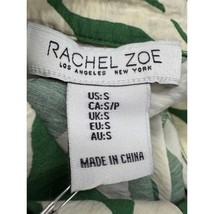 RACHEL ZOE
LOS ANGELES NEW YORK
US:S
CA:S/P
UK:S
EU:S
AU:S
MADE IN CHINA